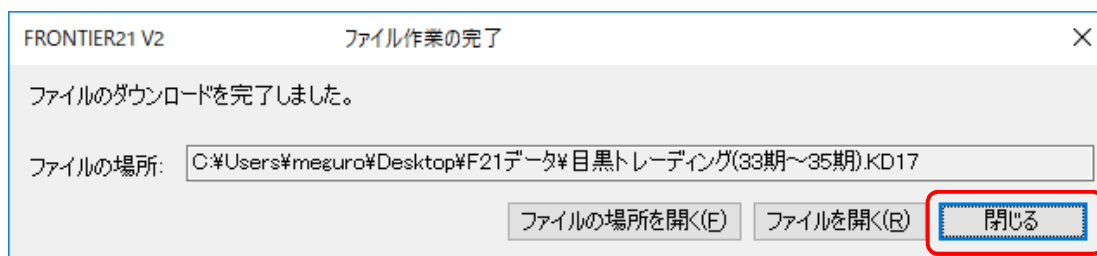 FRONTIER21 V2 ファイル作業の完了
ファイルのダウンロードを完了しました。
ファイルの場所: C:¥Users¥meguro¥Desktop¥F21データ¥目黒トレーディング(33期～35期).KD17
ファイルの場所を開く(F) ファイルを開く(R) 閉じる